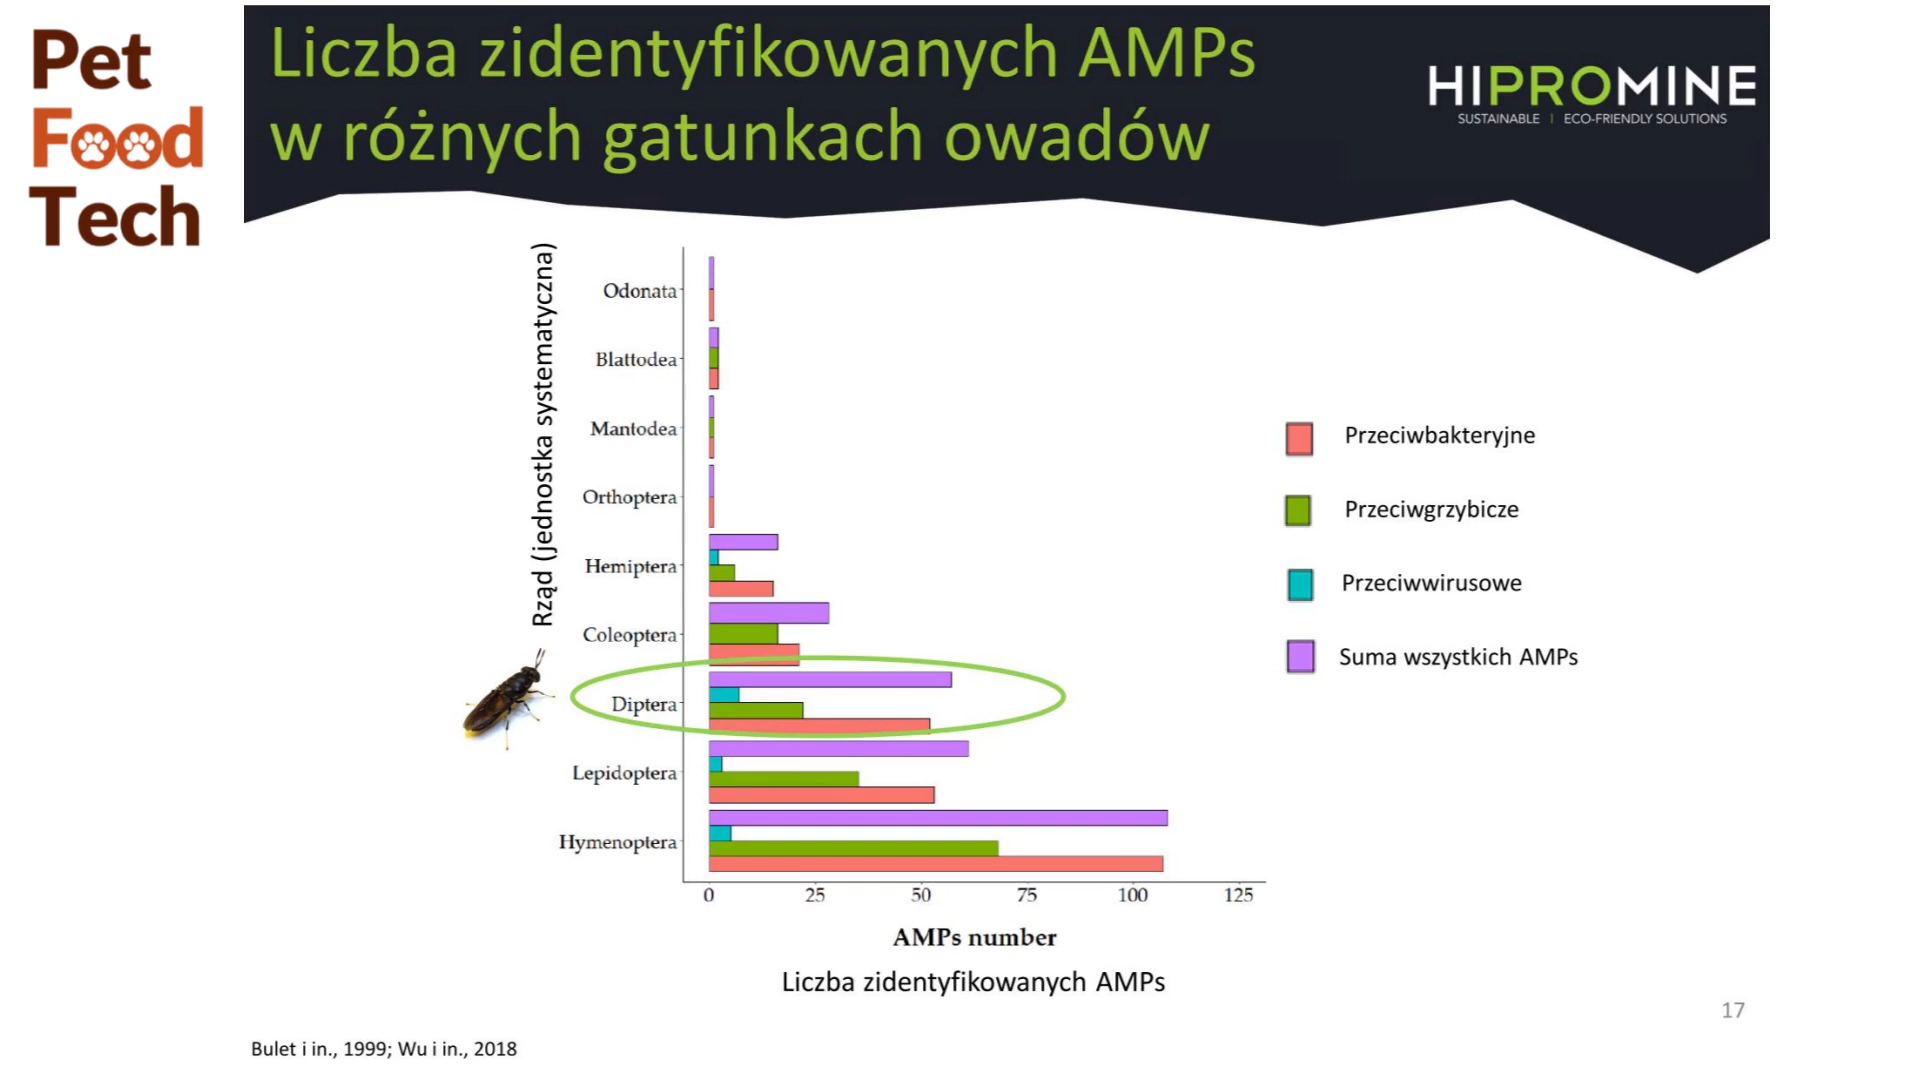 Pet
Food
Tech
Liczba zidentyfikowanych AMPs
w różnych gatunkach owadów
HIPROMINE
SUSTAINABLE | ECO-FRIENDLY SOLUTIONS
Rząd (jednostka systematyczna)
Odonata
Blattodea
Mantodea
Orthoptera
Hemiptera
Coleoptera
Diptera
Lepidoptera
Hymenoptera
0 25 50 75 100 125
AMPs number
Liczba zidentyfikowanych AMPs
Przeciwbakteryjne
Przeciwgrzybicze
Przeciwwirusowe
Suma wszystkich AMPs
17
Bulet i in., 1999; Wu i in., 2018